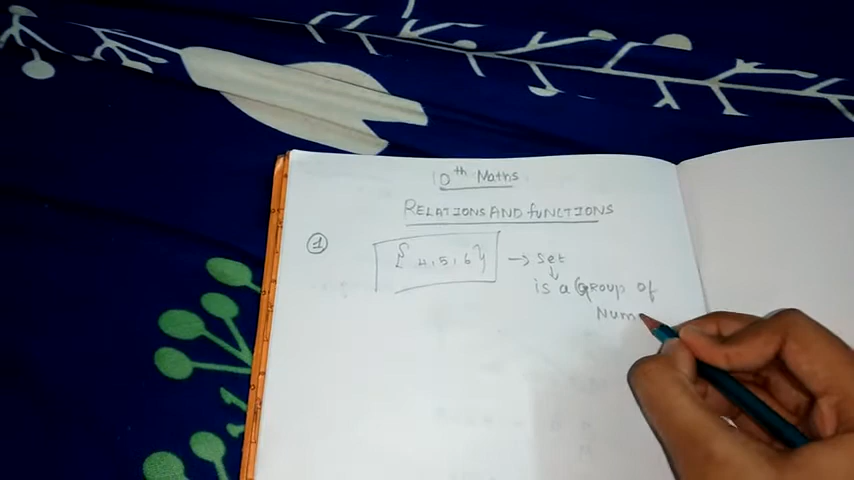 10th Maths
RELATIONS AND FUNCTIONS
1 {4,5,6} → Set
↓
is a Group of
Num